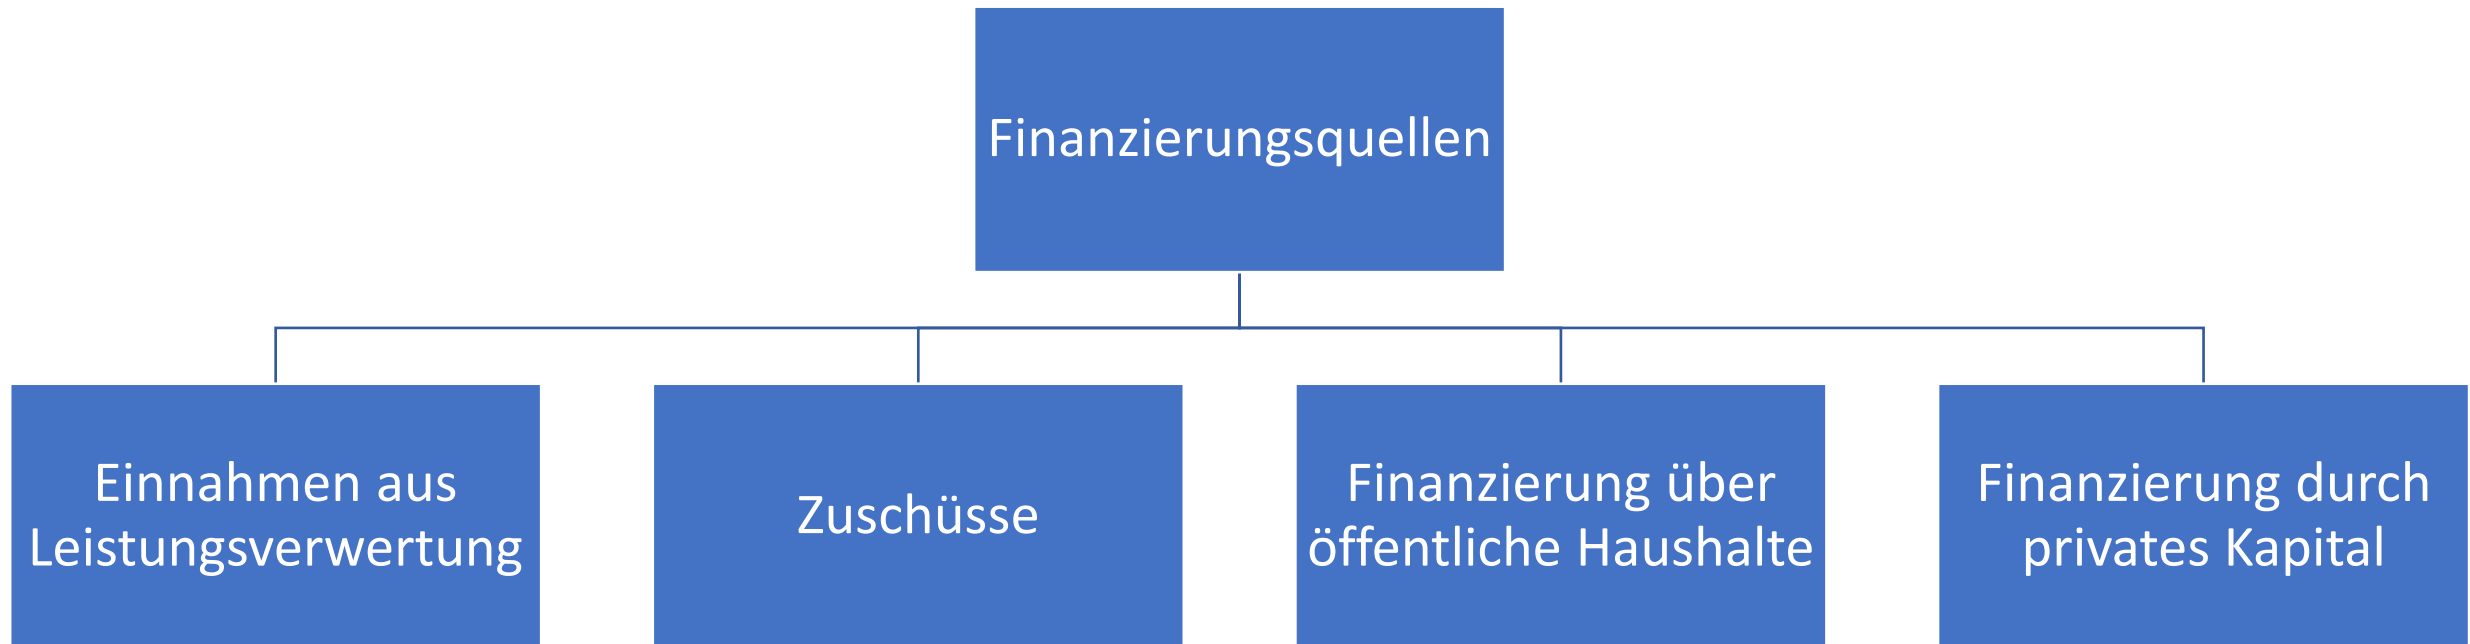 Finanzierungsquellen
Einnahmen aus
Leistungsverwertung
Zuschüsse
Finanzierung über
öffentliche Haushalte
Finanzierung durch
privates Kapital